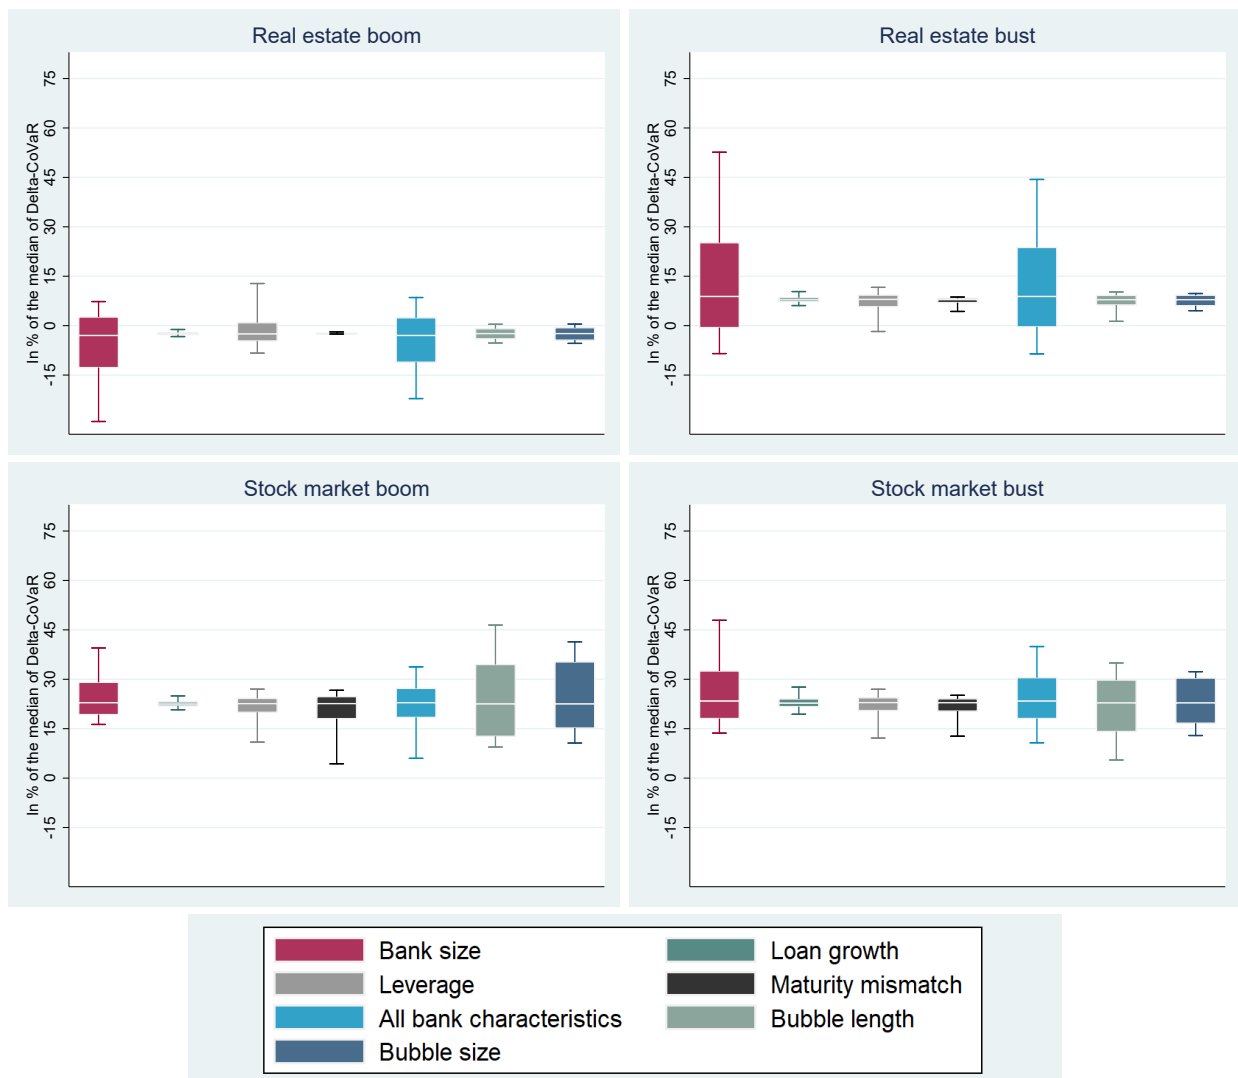 Real estate boom
In % of the median of Delta-CoVaR
75
60
45
30
15
0
-15
Real estate bust
In % of the median of Delta-CoVaR
75
60
45
30
15
0
-15
Stock market boom
In % of the median of Delta-CoVaR
75
60
45
30
15
0
-15
Stock market bust
In % of the median of Delta-CoVaR
75
60
45
30
15
0
-15
Bank size
Loan growth
Leverage
Maturity mismatch
All bank characteristics
Bubble length
Bubble size